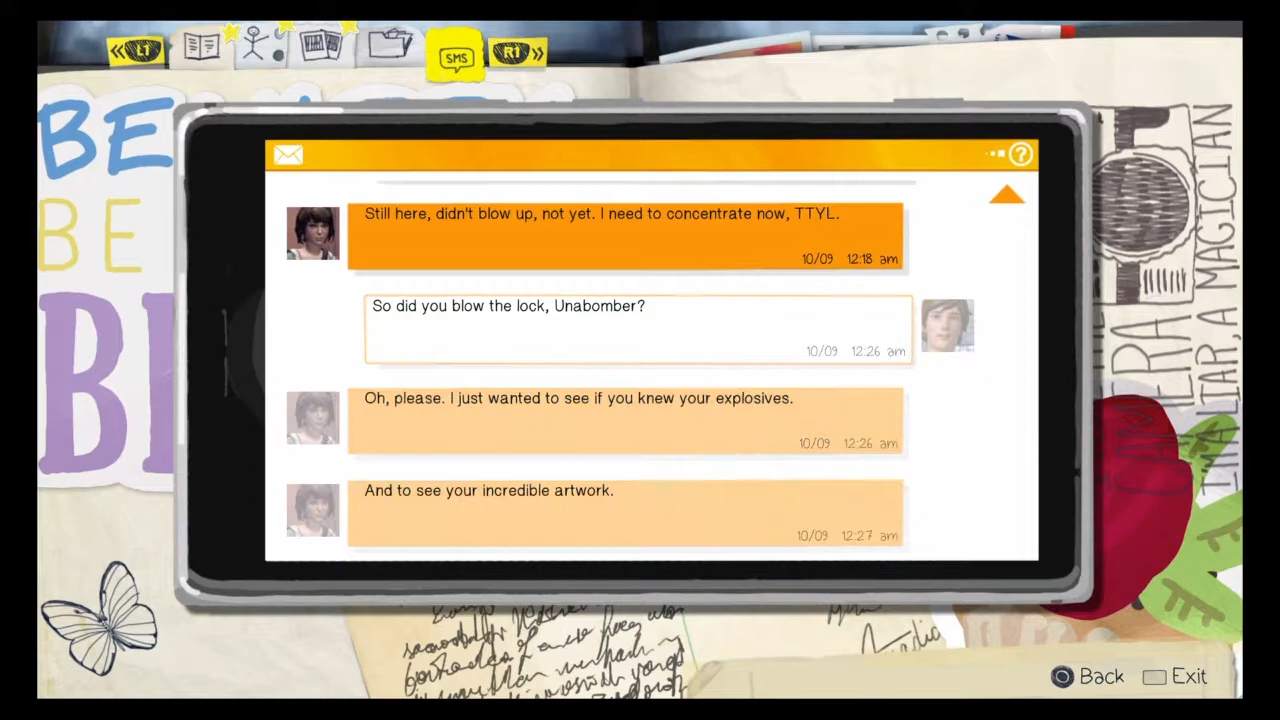 L1
SMS
R1
BE
BE
Still here, didn't blow up, not yet. I need to concentrate now, TTYL.
10/09 12:18 am
So did you blow the lock, Unabomber?
10/09 12:26 am
Oh, please. I just wanted to see if you knew your explosives.
10/09 12:26 am
And to see your incredible artwork.
10/09 12:27 am
?
A LIAR, A MAGICIAN
Back
Exit